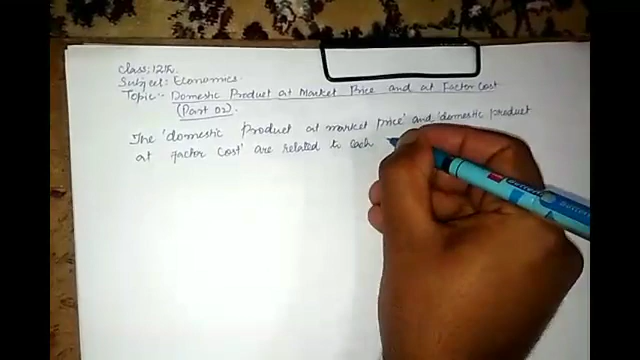 Class: 12th.
Subject: Economics.
Topic:- Domestic Product at Market Price and at Factor Cost
(Part 02).
The 'domestic product at market price' and 'domestic product
at factor cost' are related to each